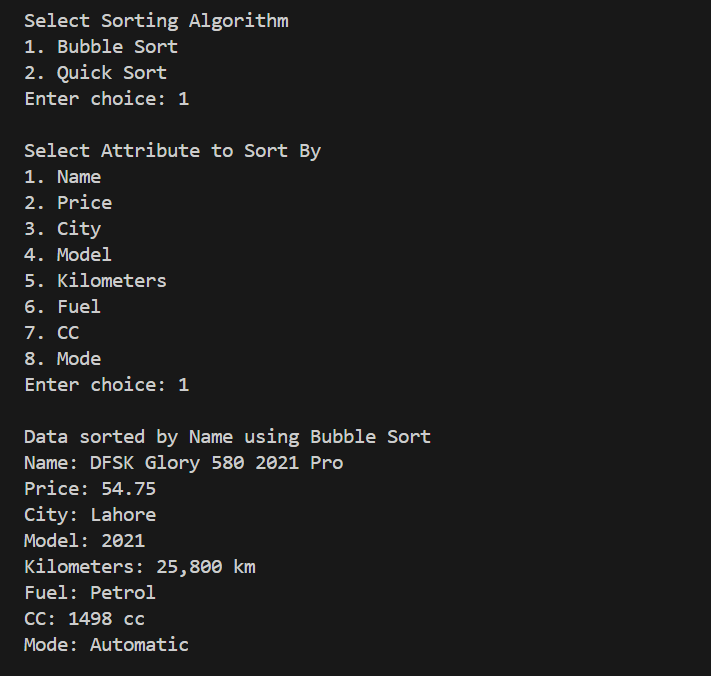 Select Sorting Algorithm
1. Bubble Sort
2. Quick Sort
Enter choice: 1
Select Attribute to Sort By
1. Name
2. Price
3. City
4. Model
5. Kilometers
6. Fuel
7. CC
8. Mode
Enter choice: 1
Data sorted by Name using Bubble Sort
Name: DFSK Glory 580 2021 Pro
Price: 54.75
City: Lahore
Model: 2021
Kilometers: 25,800 km
Fuel: Petrol
CC: 1498 cc
Mode: Automatic